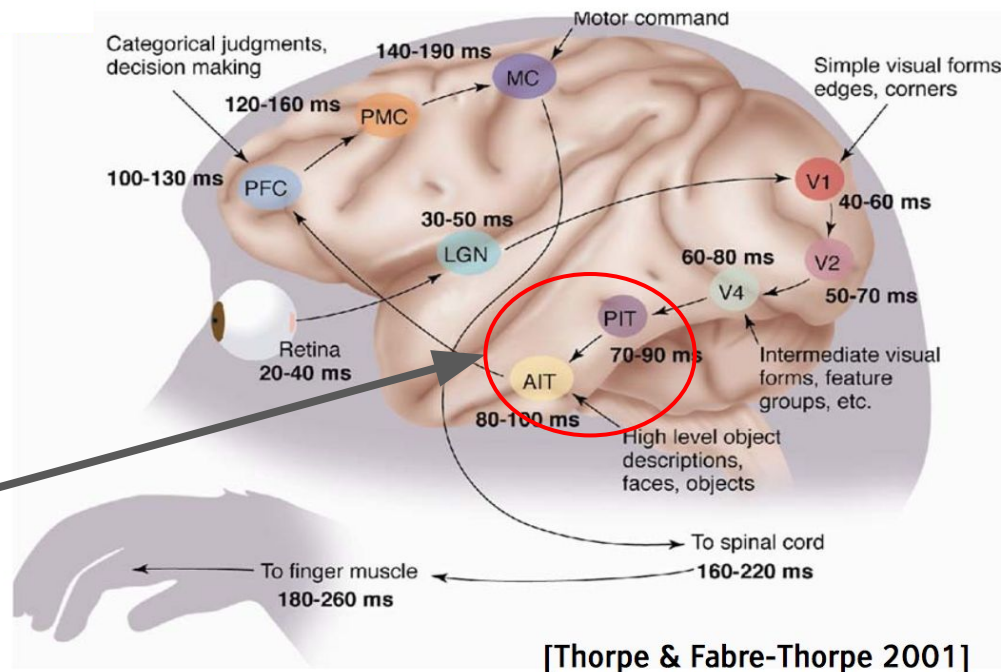 Motor command
Categorical judgments,
decision making
140-190 ms
MC
Simple visual forms
edges, corners
120-160 ms
PMC
100-130 ms
PFC
V1
40-60 ms
30-50 ms
LGN
60-80 ms
V2
V4
50-70 ms
PIT
Retina
20-40 ms
70-90 ms
Intermediate visual
forms, feature
groups, etc.
AIT
80-100 ms
High level object
descriptions,
faces, objects
To spinal cord
160-220 ms
To finger muscle
180-260 ms
[Thorpe & Fabre-Thorpe 2001]